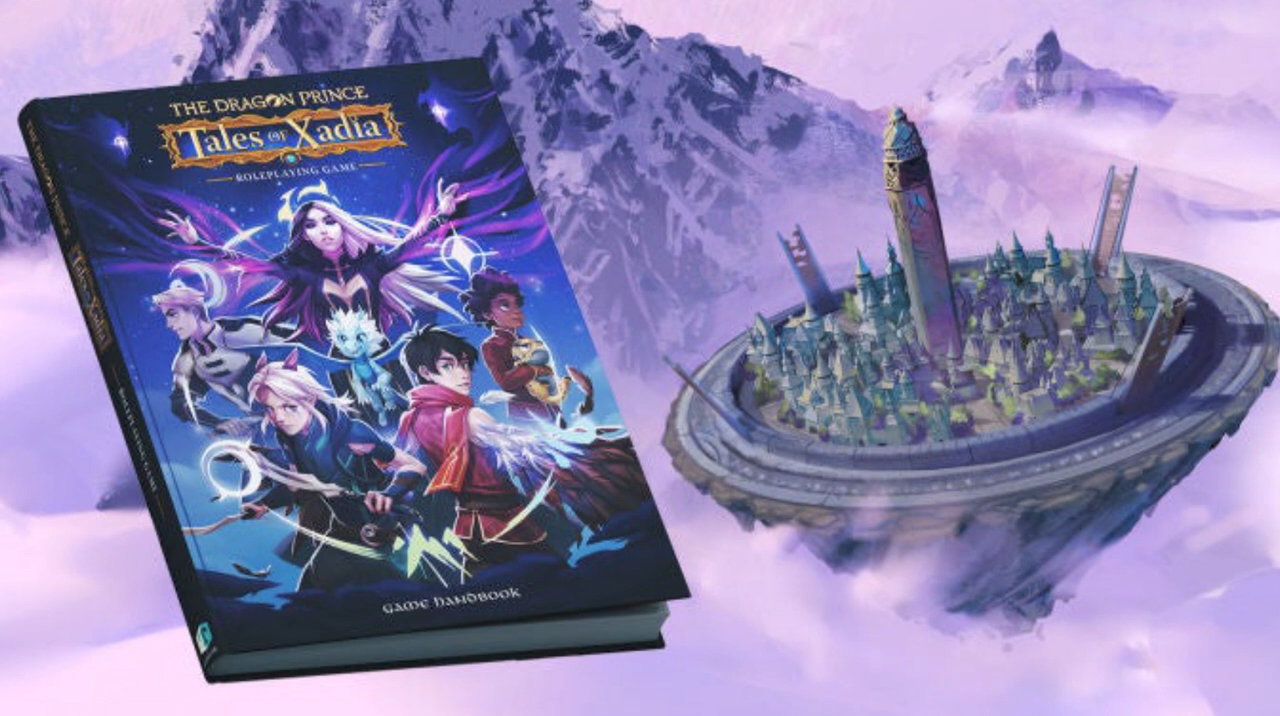 THE DRAGON PRINCE
Tales OF Xadia
ROLEPLAYING GAME
GAME HANDBOOK